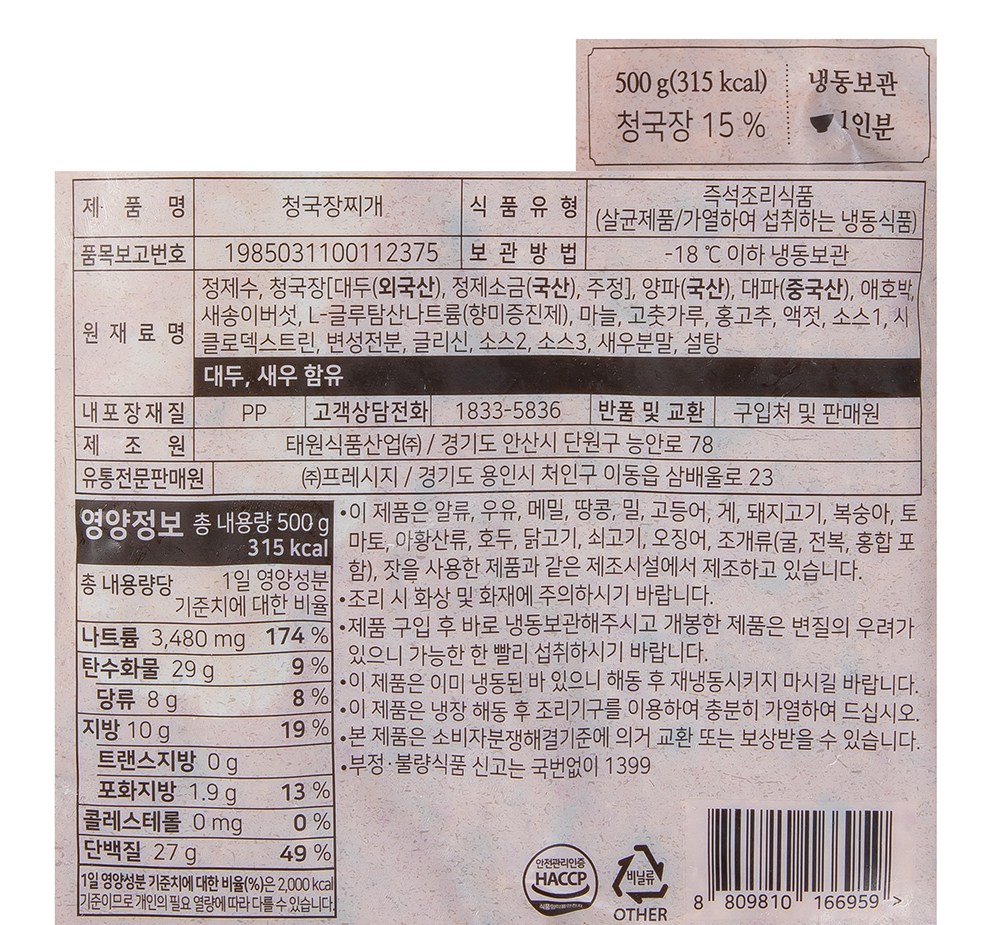 500 g(315 kcal) 냉동보관
청국장 15 % 1인분
제 품 명 청국장찌개 식 품 유 형 즉석조리식품
(살균제품/가열하여 섭취하는 냉동식품)
품목보고번호 1985031100112375 보 관 방 법 -18 ℃ 이하 냉동보관
원 재 료 명 정제수, 청국장[대두(외국산), 정제소금(국산), 주정], 양파(국산), 대파(중국산), 애호박,
새송이버섯, L-글루탐산나트륨(향미증진제), 마늘, 고춧가루, 홍고추, 액젓, 소스1, 시
클로덱스트린, 변성전분, 글리신, 소스2, 소스3, 새우분말, 설탕
대두, 새우 함유
내포장재질 PP 고객상담전화 1833-5836 반품 및 교환 구입처 및 판매원
제 조 원 태원식품산업㈜ / 경기도 안산시 단원구 능안로 78
유통전문판매원 ㈜프레시지 / 경기도 용인시 처인구 이동읍 삼배울로 23
영양정보 총 내용량 500 g
315 kcal
총 내용량당 1일 영양성분
기준치에 대한 비율
나트륨 3,480 mg 174 %
탄수화물 29 g 9 %
당류 8 g 8 %
지방 10 g 19 %
트랜스지방 0 g
포화지방 1.9 g 13 %
콜레스테롤 0 mg 0 %
단백질 27 g 49 %
1일 영양성분 기준치에 대한 비율(%)은 2,000 kcal
기준이므로 개인의 필요 열량에 따라 다를 수 있습니다.
•이 제품은 알류, 우유, 메밀, 땅콩, 밀, 고등어, 게, 돼지고기, 복숭아, 토
마토, 아황산류, 호두, 닭고기, 쇠고기, 오징어, 조개류(굴, 전복, 홍합 포
함), 잣을 사용한 제품과 같은 제조시설에서 제조하고 있습니다.
•조리 시 화상 및 화재에 주의하시기 바랍니다.
•제품 구입 후 바로 냉동보관해주시고 개봉한 제품은 변질의 우려가
있으니 가능한 한 빨리 섭취하시기 바랍니다.
•이 제품은 이미 냉동된 바 있으니 해동 후 재냉동시키지 마시길 바랍니다.
•이 제품은 냉장 해동 후 조리기구를 이용하여 충분히 가열하여 드십시오.
•본 제품은 소비자분쟁해결기준에 의거 교환 또는 보상받을 수 있습니다.
•부정·불량식품 신고는 국번없이 1399
안전관리인증
HACCP
비닐류
OTHER
8 809810 166959 >